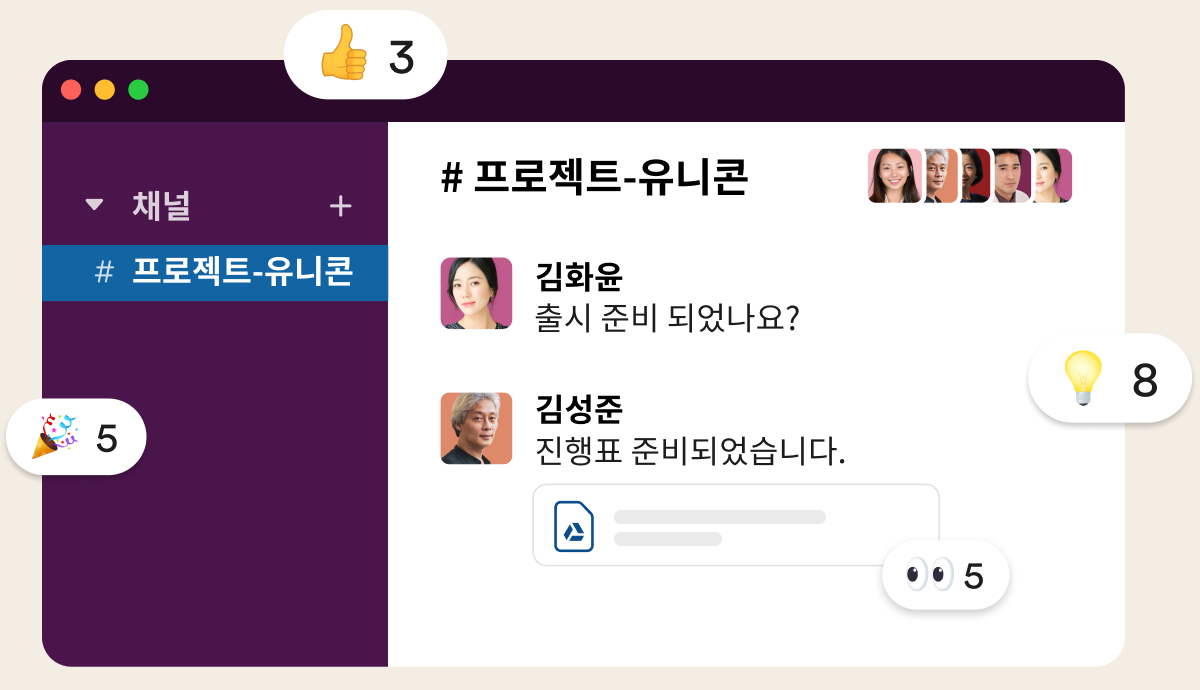 👍 3
채널 +
# 프로젝트-유니콘
# 프로젝트-유니콘
김화윤
출시 준비 되었나요?
💡 8
김성준
진행표 준비되었습니다.
🎉 5
👀 5